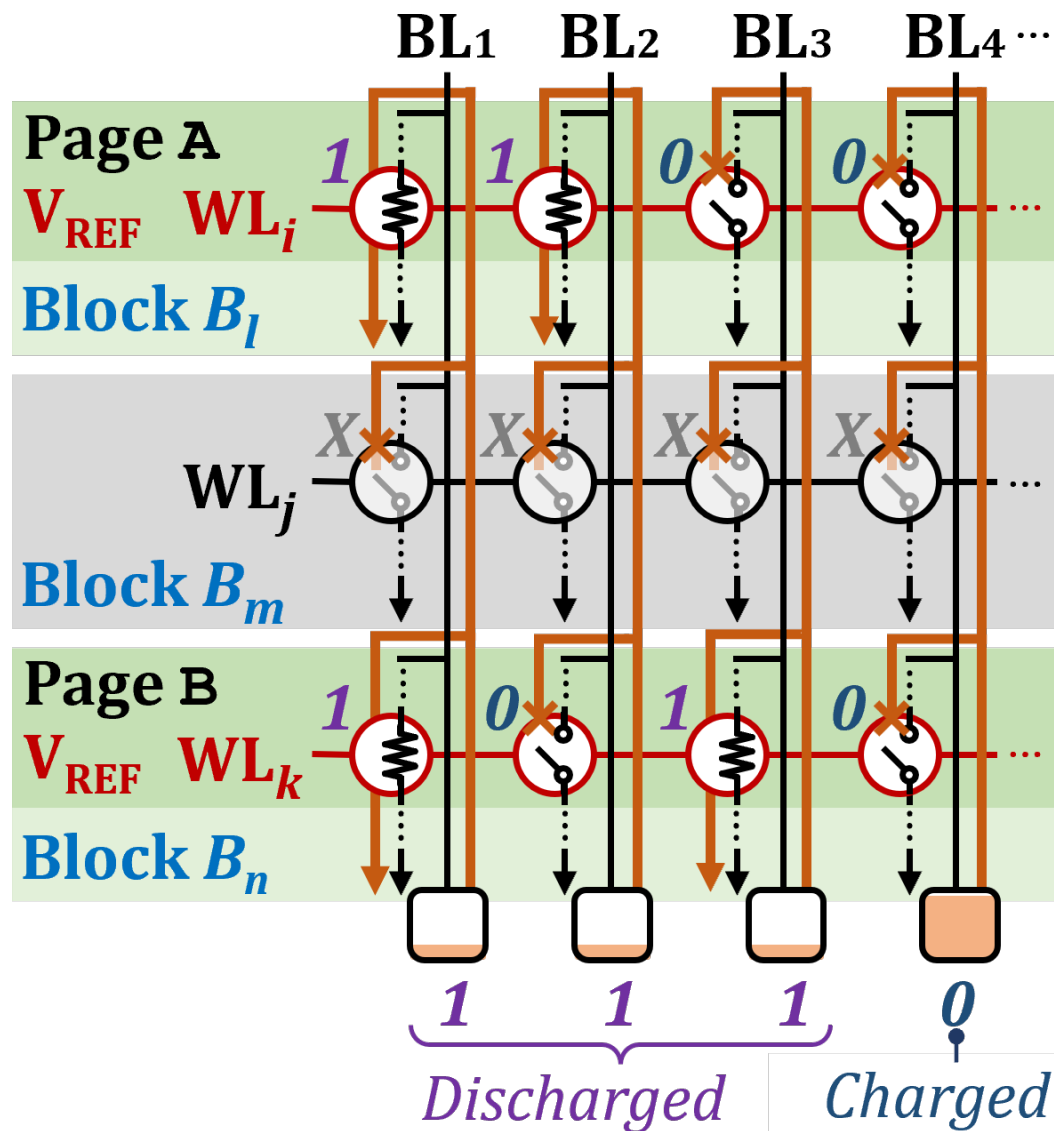 BL1 BL2 BL3 BL4 ...
Page A
1 1 0 0
VREF WLi ...
Block Bl
X X X X
WLj ...
Block Bm
Page B
1 0 1 0
VREF WLk ...
Block Bn
1 1 1 0
Discharged Charged